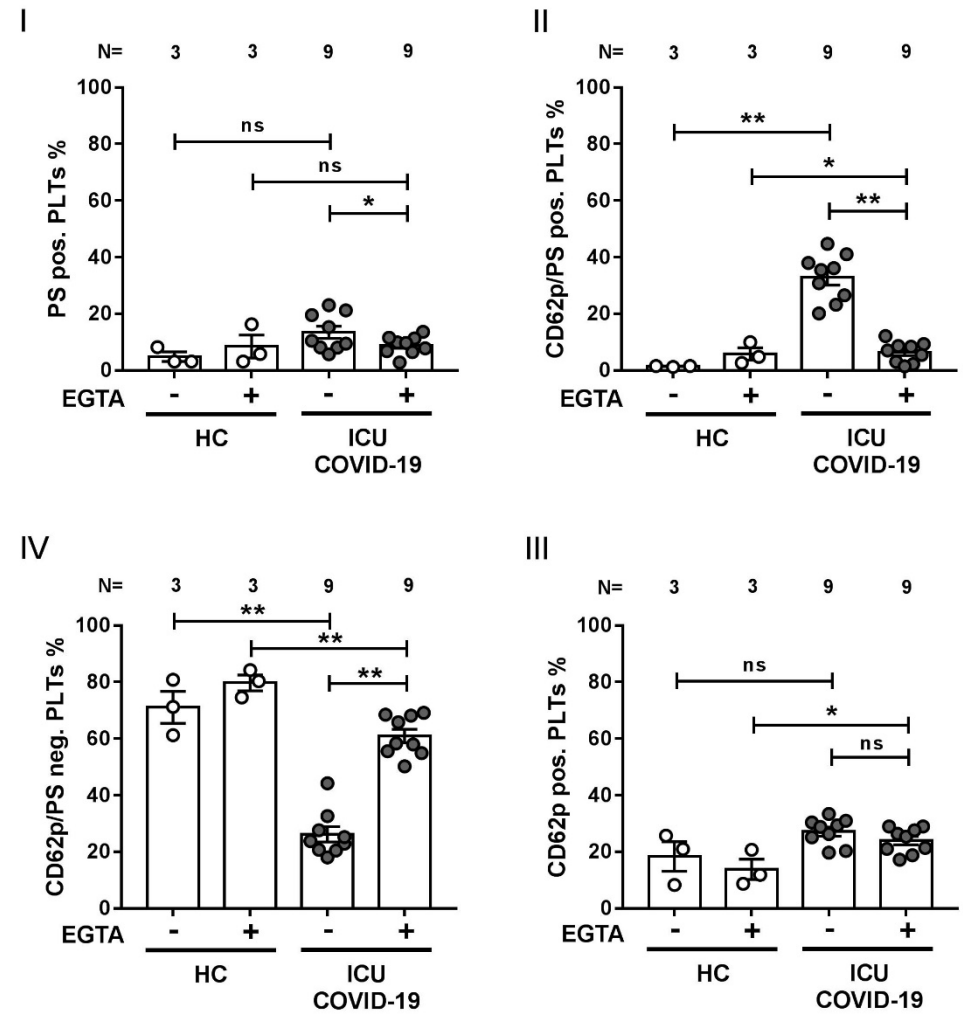 I
N= 3 3 9 9
PS pos. PLTs %
100
80
60
40
20
0
ns
ns
*
EGTA - + - +
HC ICU
COVID-19
II
N= 3 3 9 9
CD62p/PS pos. PLTs %
100
80
60
40
20
0
**
*
**
EGTA - + - +
HC ICU
COVID-19
IV
N= 3 3 9 9
CD62p/PS neg. PLTs %
100
80
60
40
20
0
**
**
**
EGTA - + - +
HC ICU
COVID-19
III
N= 3 3 9 9
CD62p pos. PLTs %
100
80
60
40
20
0
ns
*
ns
EGTA - + - +
HC ICU
COVID-19